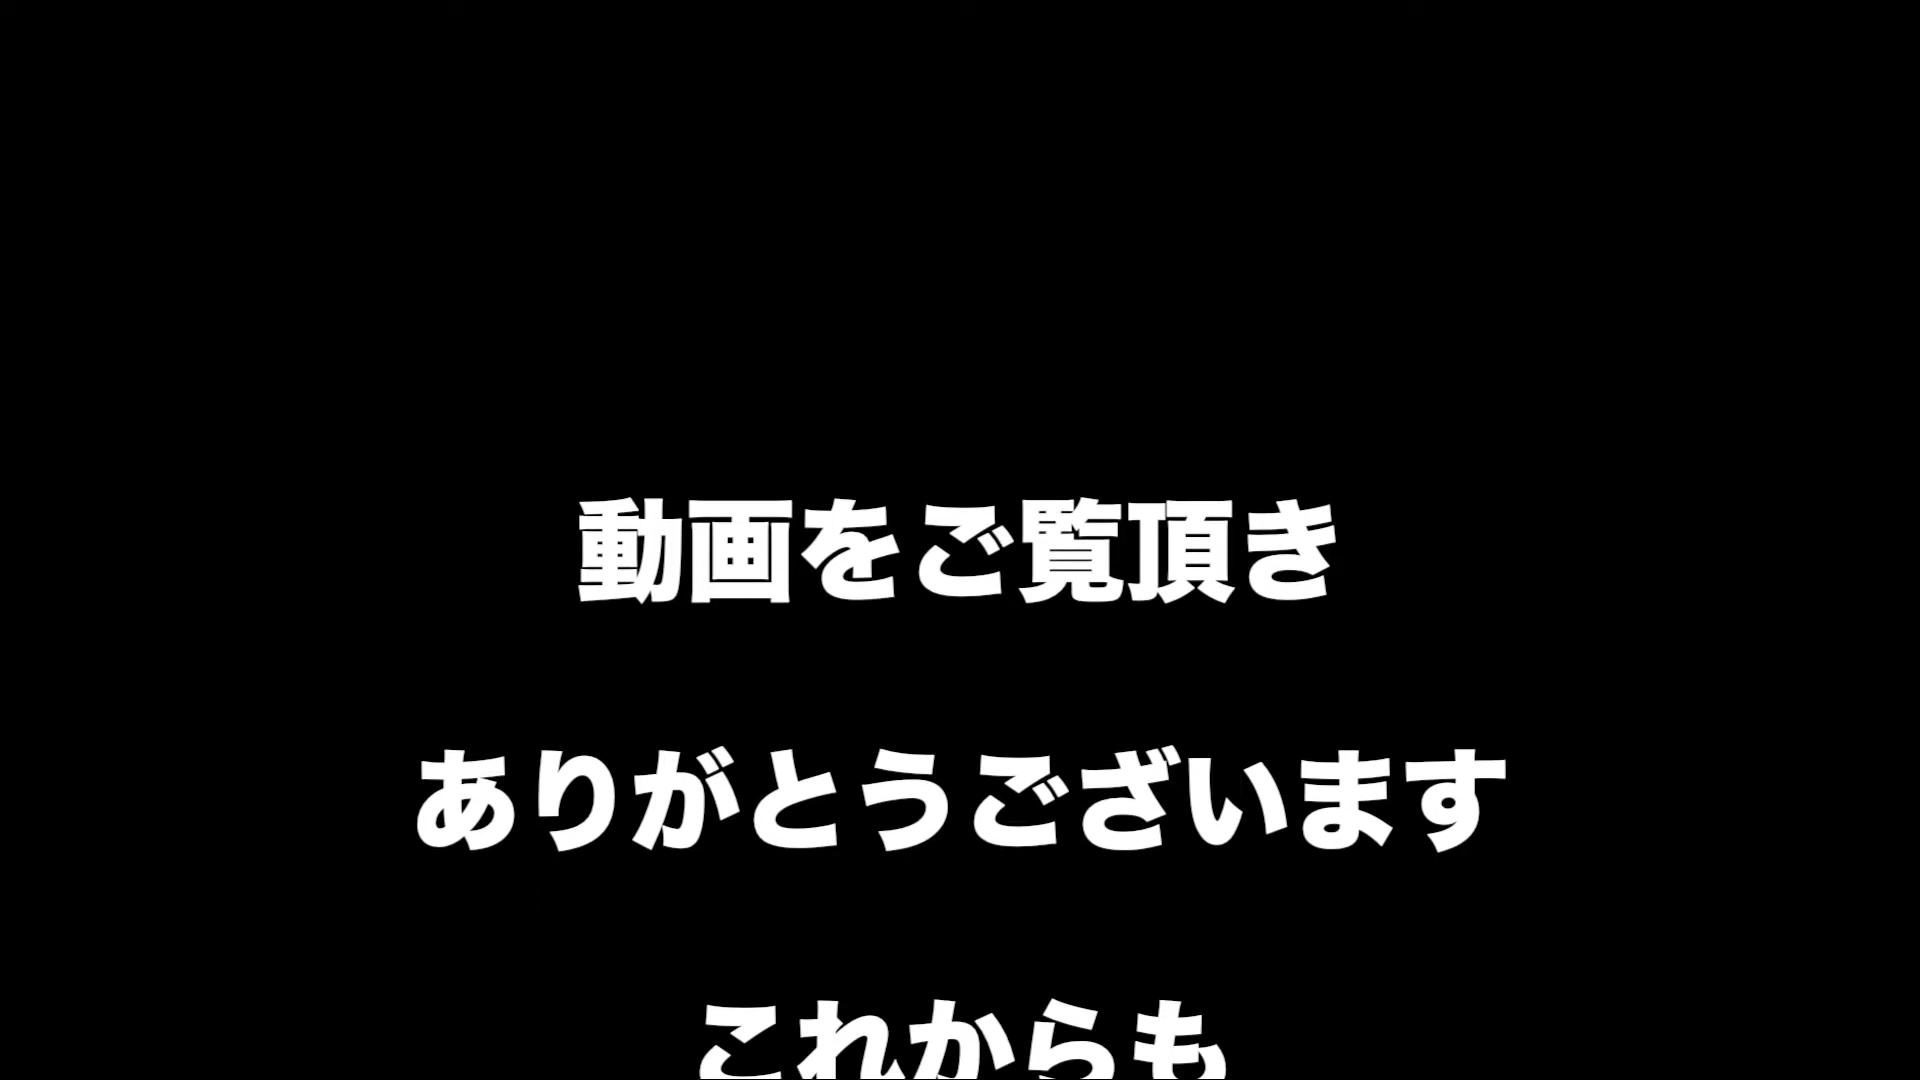 動画をご覧頂き
ありがとうございます
これからも